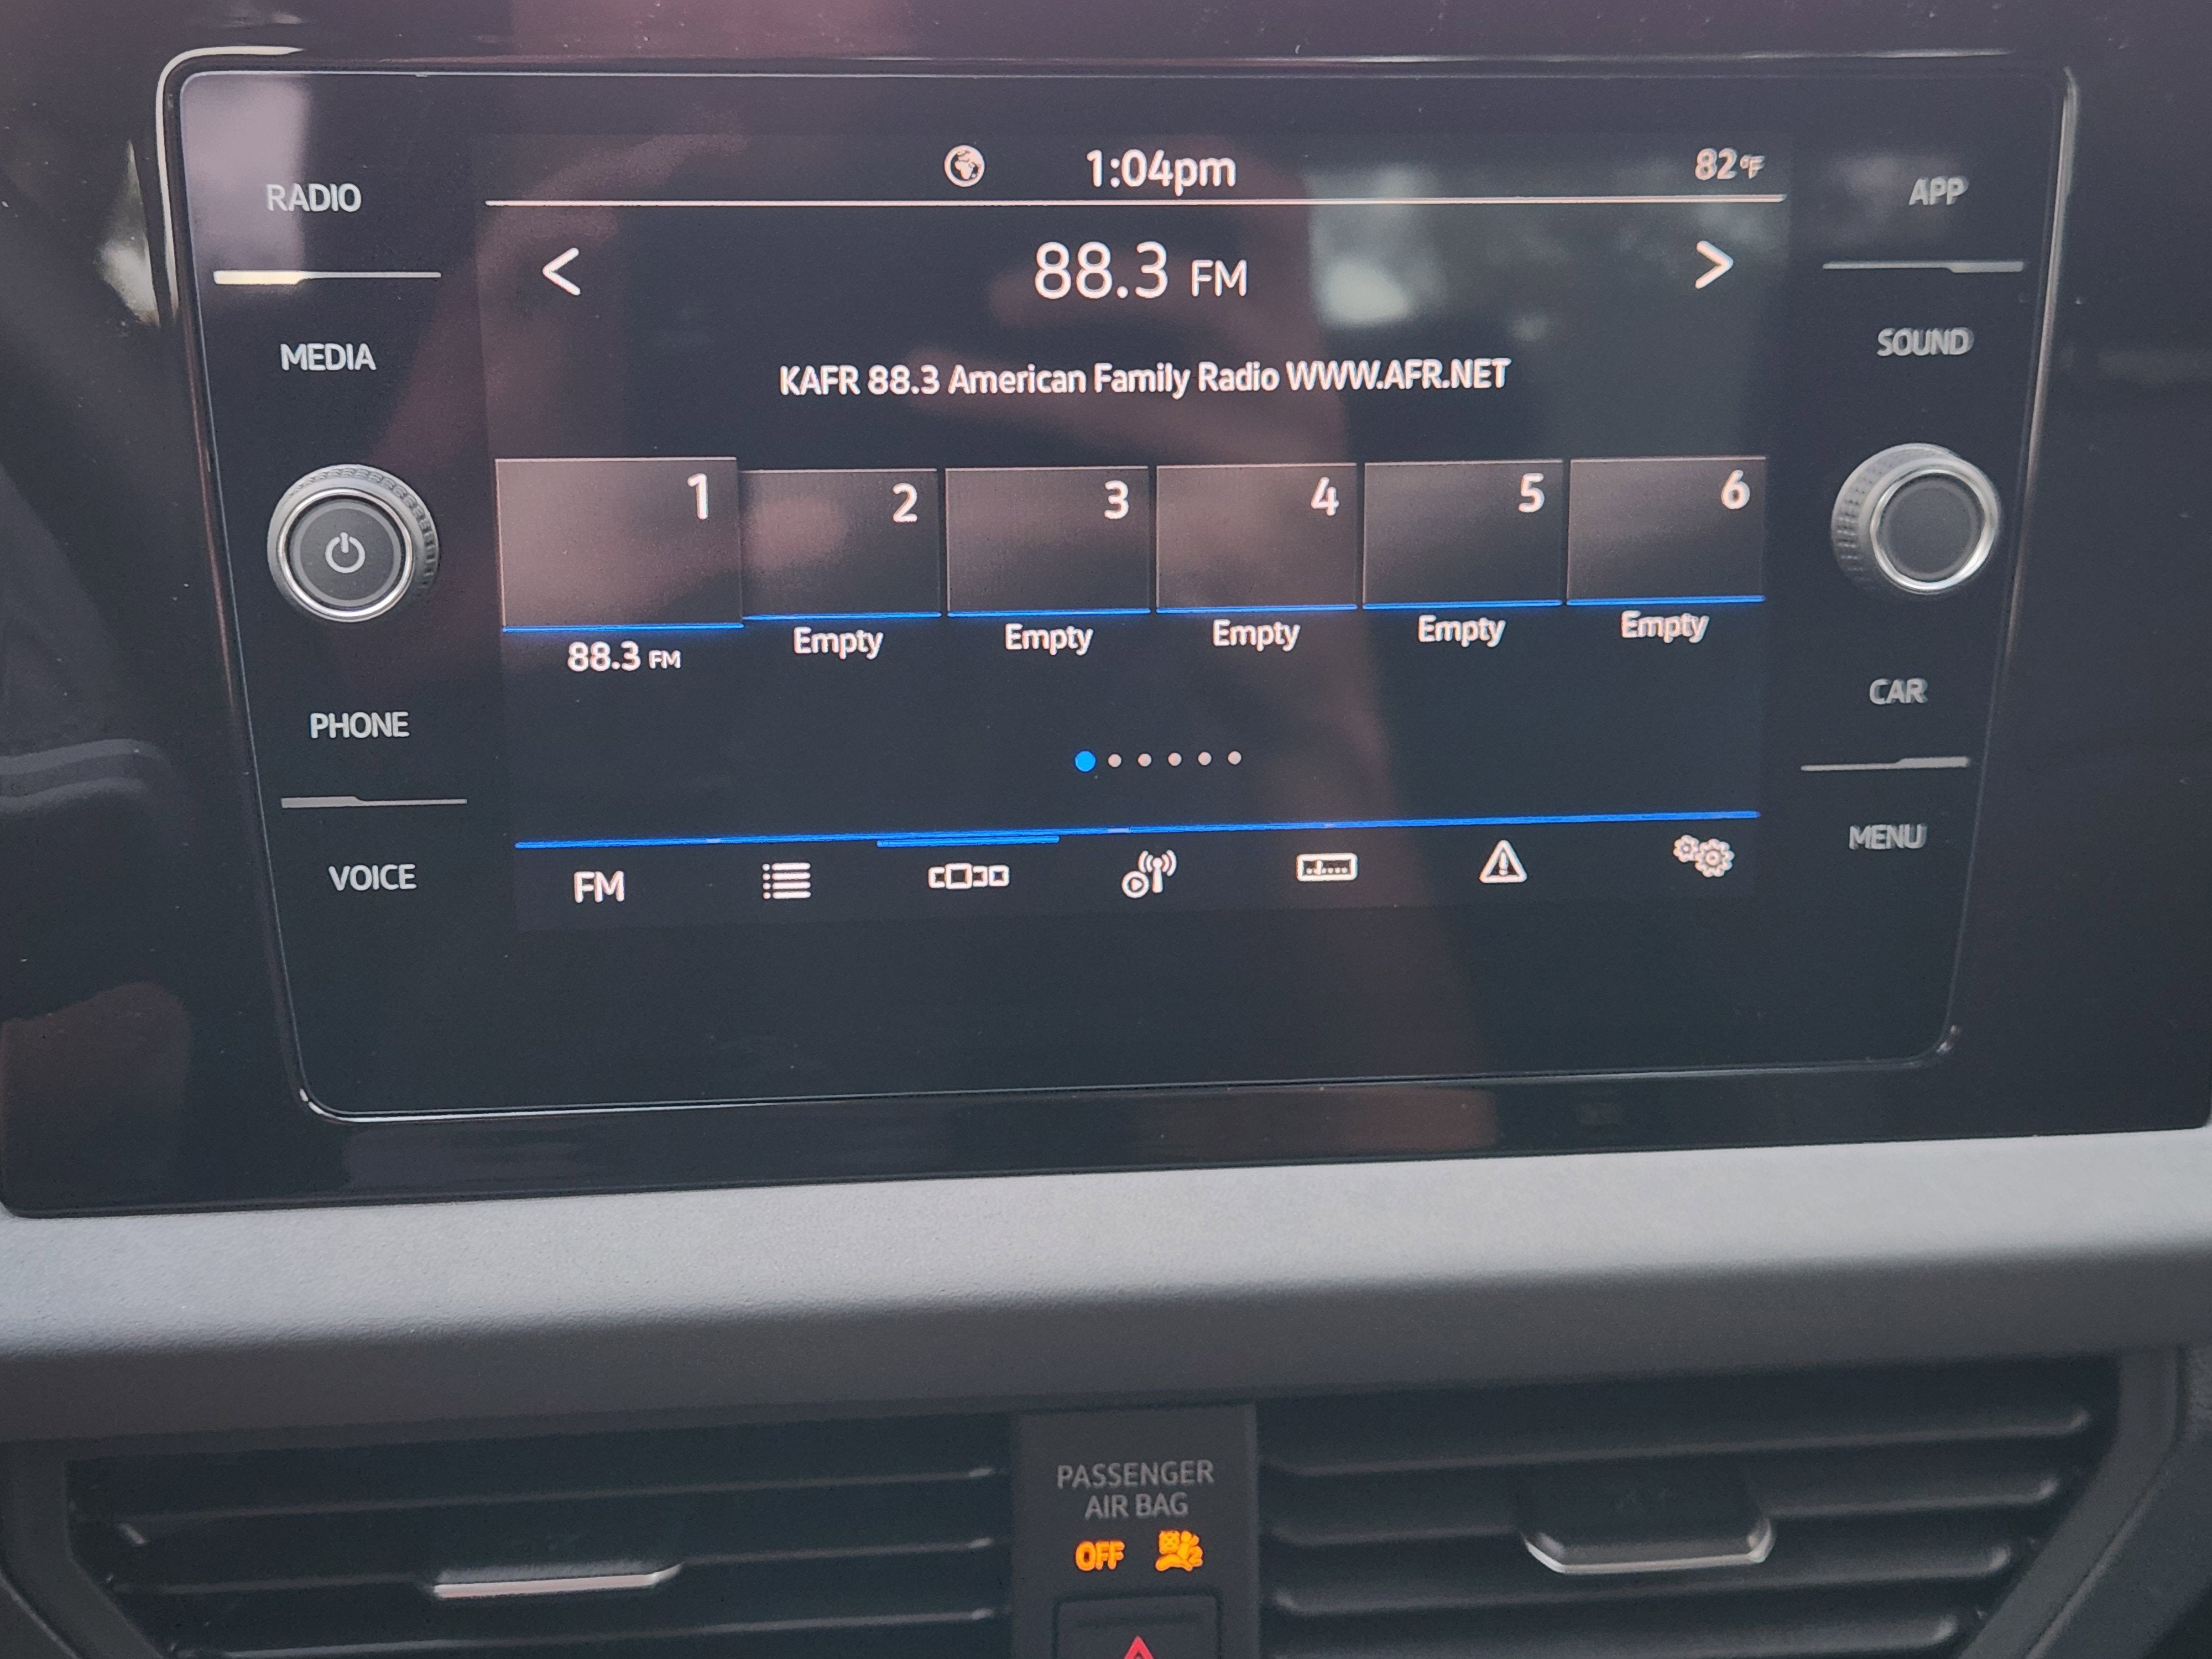 RADIO
MEDIA
PHONE
VOICE
1:04pm
82°F
88.3 FM
KAFR 88.3 American Family Radio WWW.AFR.NET
1
2
3
4
5
6
88.3 FM
Empty
Empty
Empty
Empty
Empty
FM
APP
SOUND
CAR
MENU
PASSENGER
AIR BAG
OFF